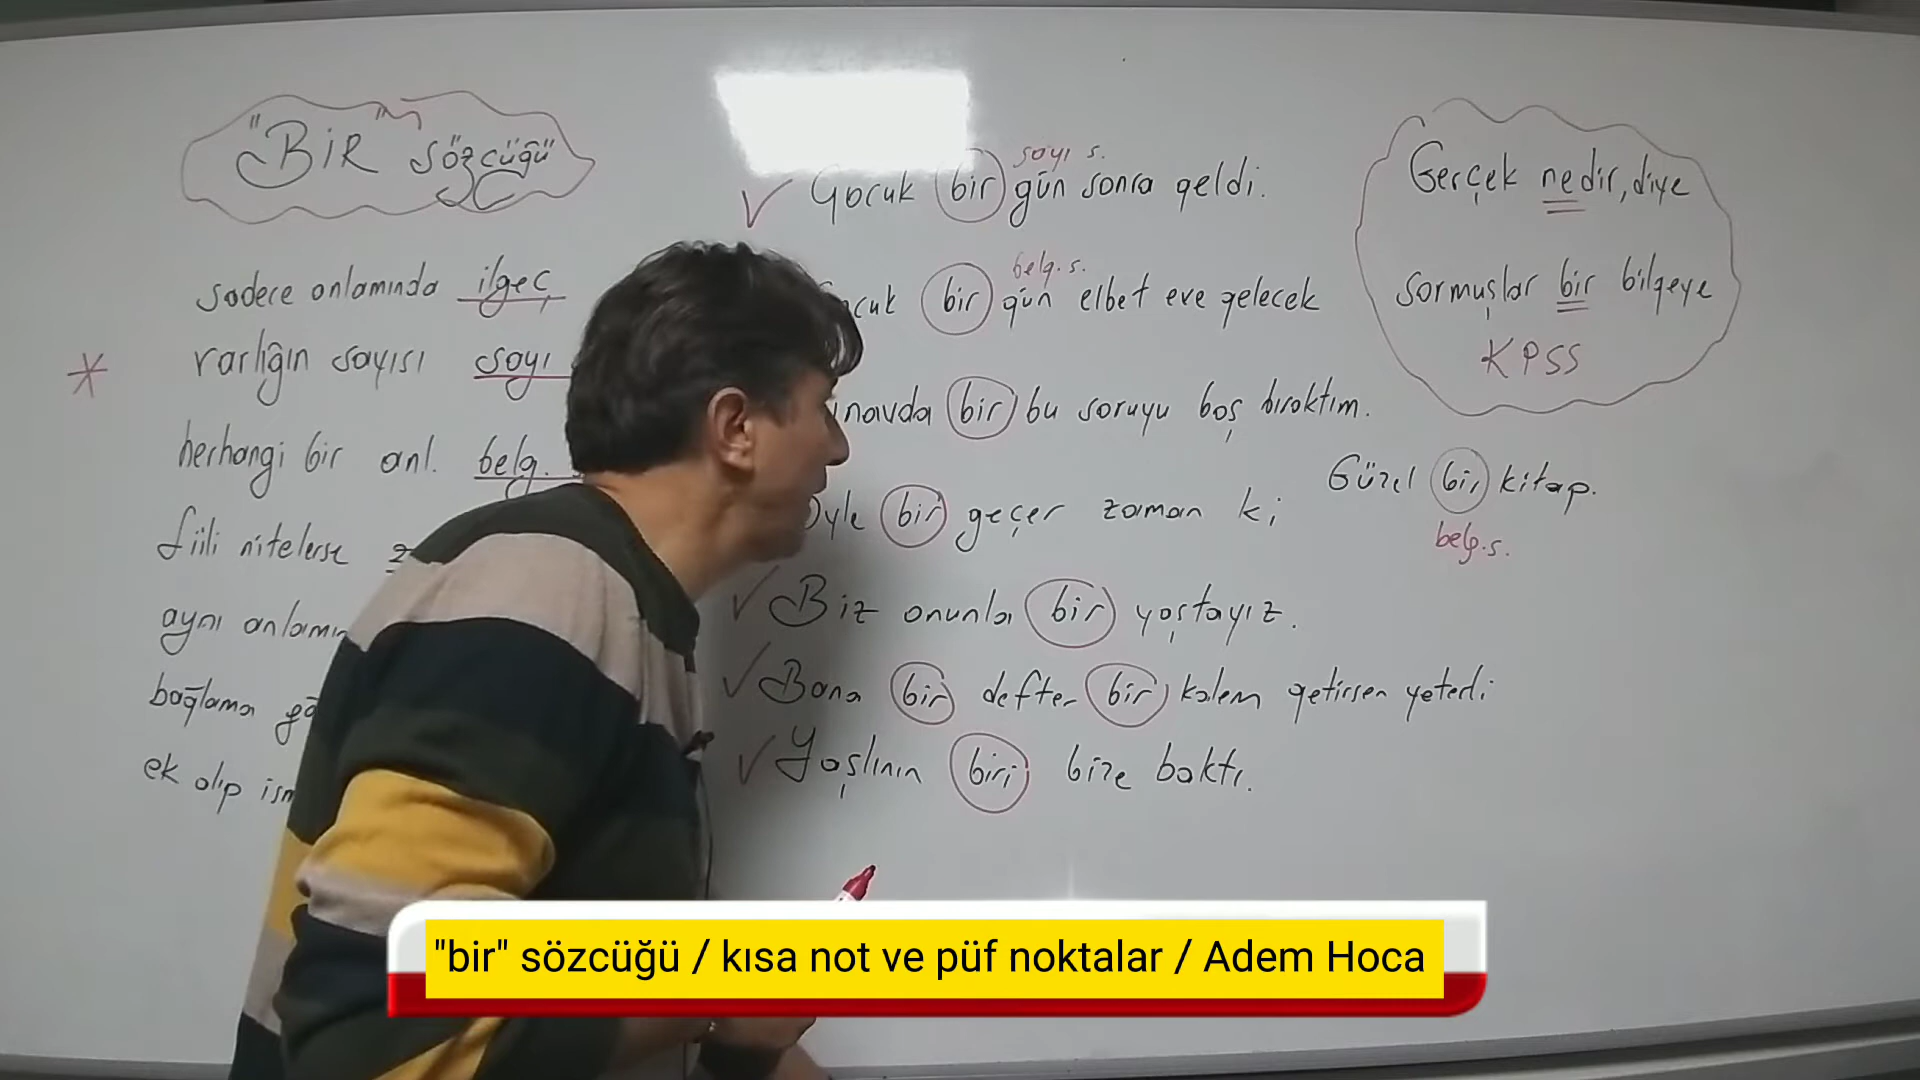 "BİR" sözcüğü
sadece anlamında ilgeç
varlığın sayısı sayı
herhangi bir anl. belg.
fiili nitelerse z
aynı anlamın
bağlama gö
ek alıp ism
*
sayı s.
Çocuk bir gün sonra geldi.
belg. s.
cuk bir gün elbet eve gelecek
ınavda bir bu soruyu boş bıraktım.
Öyle bir geçer zaman ki
Biz onunla bir yaştayız.
Bana bir defter bir kalem getirsen yeterli
Yaşlının biri bize baktı.
Gerçek nedir, diye
sormuşlar bir bilgeye
KPSS
Güzel bir kitap.
belg. s.
"bir" sözcüğü / kısa not ve püf noktalar / Adem Hoca